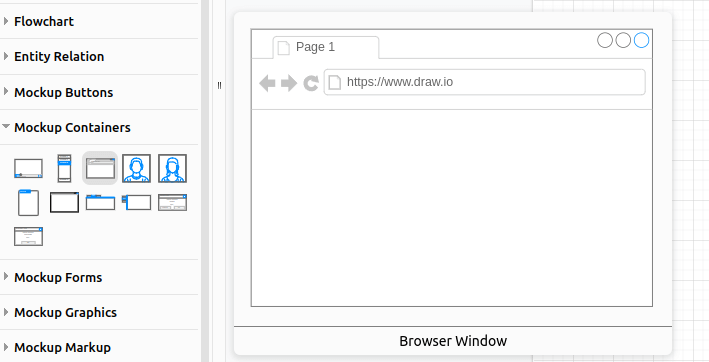 Flowchart
Entity Relation
Mockup Buttons
Mockup Containers
Mockup Forms
Mockup Graphics
Mockup Markup
Page 1
https://www.draw.io
Browser Window